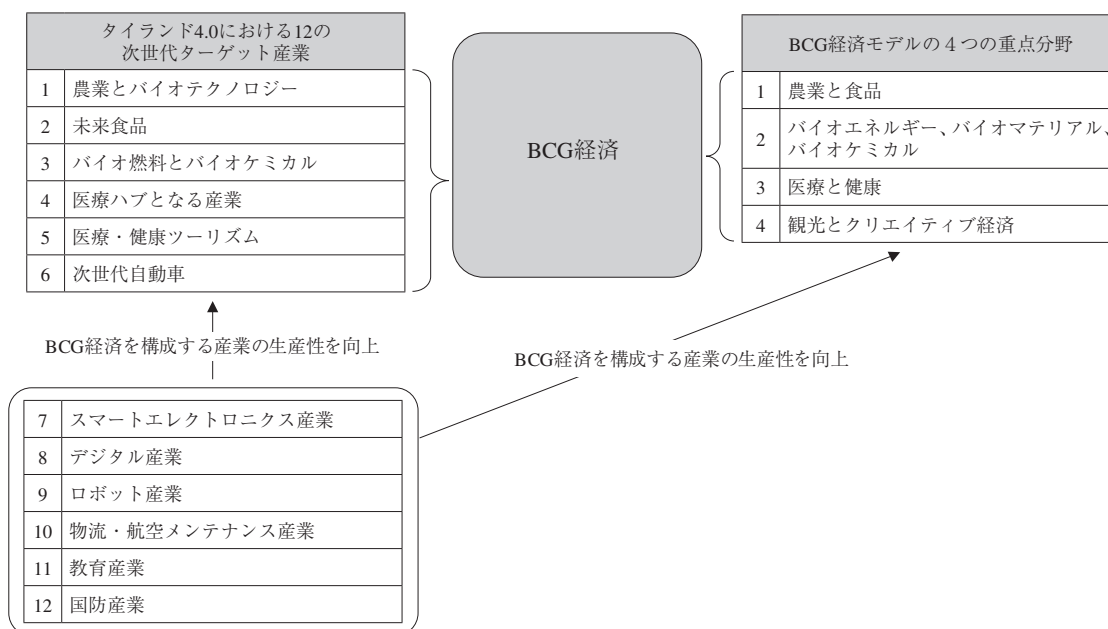 タイランド4.0における12の
次世代ターゲット産業
1 農業とバイオテクノロジー
2 未来食品
3 バイオ燃料とバイオケミカル
4 医療ハブとなる産業
5 医療・健康ツーリズム
6 次世代自動車
BCG経済
BCG経済モデルの4つの重点分野
1 農業と食品
2 バイオエネルギー、バイオマテリアル、
バイオケミカル
3 医療と健康
4 観光とクリエイティブ経済
BCG経済を構成する産業の生産性を向上
BCG経済を構成する産業の生産性を向上
7 スマートエレクトロニクス産業
8 デジタル産業
9 ロボット産業
10 物流・航空メンテナンス産業
11 教育産業
12 国防産業